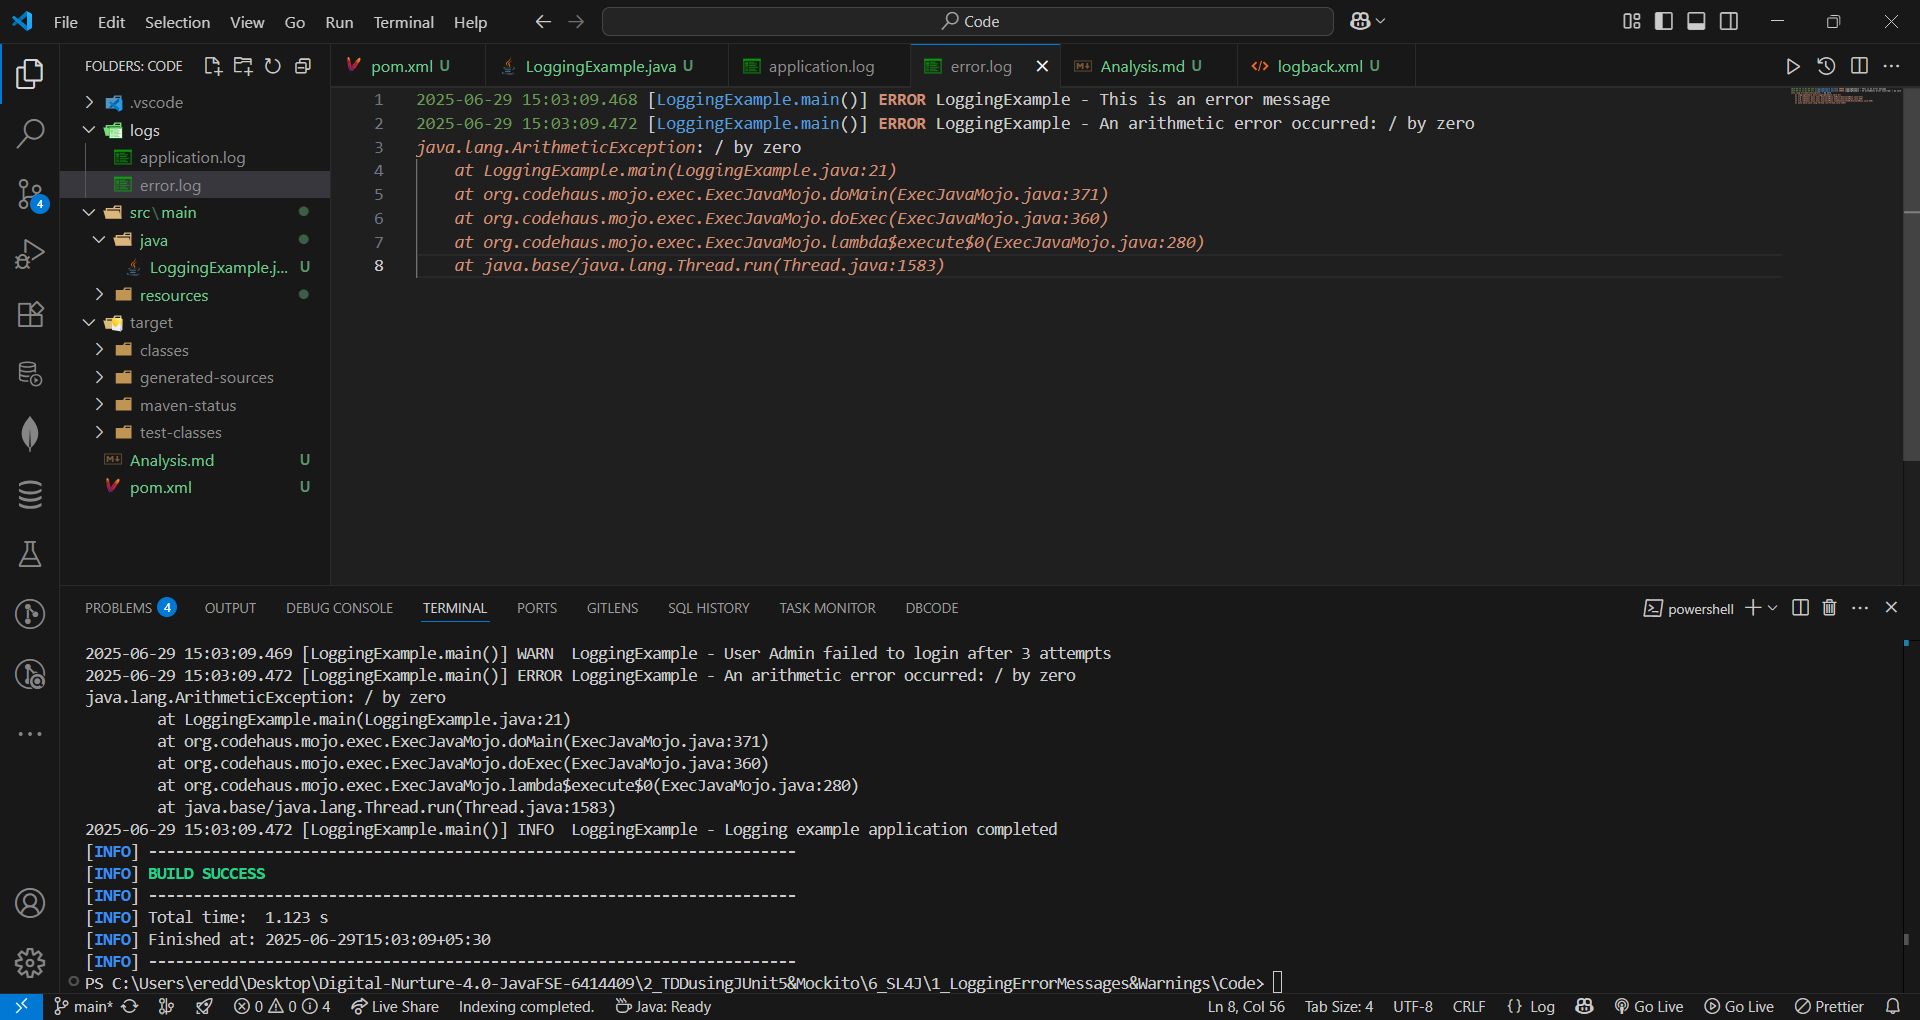 File Edit Selection View Go Run Terminal Help
Code
FOLDERS: CODE
.vscode
logs
application.log
error.log
src\main
java
LoggingExample.j... U
resources
target
classes
generated-sources
maven-status
test-classes
Analysis.md U
pom.xml U
4
pom.xml U
LoggingExample.java U
application.log
error.log
Analysis.md U
logback.xml U
1 2025-06-29 15:03:09.468 [LoggingExample.main()] ERROR LoggingExample - This is an error message
2 2025-06-29 15:03:09.472 [LoggingExample.main()] ERROR LoggingExample - An arithmetic error occurred: / by zero
3 java.lang.ArithmeticException: / by zero
4 at LoggingExample.main(LoggingExample.java:21)
5 at org.codehaus.mojo.exec.ExecJavaMojo.doMain(ExecJavaMojo.java:371)
6 at org.codehaus.mojo.exec.ExecJavaMojo.doExec(ExecJavaMojo.java:360)
7 at org.codehaus.mojo.exec.ExecJavaMojo.lambda$execute$0(ExecJavaMojo.java:280)
8 at java.base/java.lang.Thread.run(Thread.java:1583)
PROBLEMS 4 OUTPUT DEBUG CONSOLE TERMINAL PORTS GITLENS SQL HISTORY TASK MONITOR DBCODE
powershell
2025-06-29 15:03:09.469 [LoggingExample.main()] WARN  LoggingExample - User Admin failed to login after 3 attempts
2025-06-29 15:03:09.472 [LoggingExample.main()] ERROR LoggingExample - An arithmetic error occurred: / by zero
java.lang.ArithmeticException: / by zero
at LoggingExample.main(LoggingExample.java:21)
at org.codehaus.mojo.exec.ExecJavaMojo.doMain(ExecJavaMojo.java:371)
at org.codehaus.mojo.exec.ExecJavaMojo.doExec(ExecJavaMojo.java:360)
at org.codehaus.mojo.exec.ExecJavaMojo.lambda$execute$0(ExecJavaMojo.java:280)
at java.base/java.lang.Thread.run(Thread.java:1583)
2025-06-29 15:03:09.472 [LoggingExample.main()] INFO  LoggingExample - Logging example application completed
[INFO] ------------------------------------------------------------------------
[INFO] BUILD SUCCESS
[INFO] ------------------------------------------------------------------------
[INFO] Total time:  1.123 s
[INFO] Finished at: 2025-06-29T15:03:09+05:30
[INFO] ------------------------------------------------------------------------
PS C:\Users\eredd\Desktop\Digital-Nurture-4.0-JavaFSE-6414409\2_TDDusingJUnit5&Mockito\6_SL4J\1_LoggingErrorMessages&Warnings\Code>
main* 0 0 4 Live Share Indexing completed. Java: Ready Ln 8, Col 56 Tab Size: 4 UTF-8 CRLF {} Log Go Live Go Live Prettier